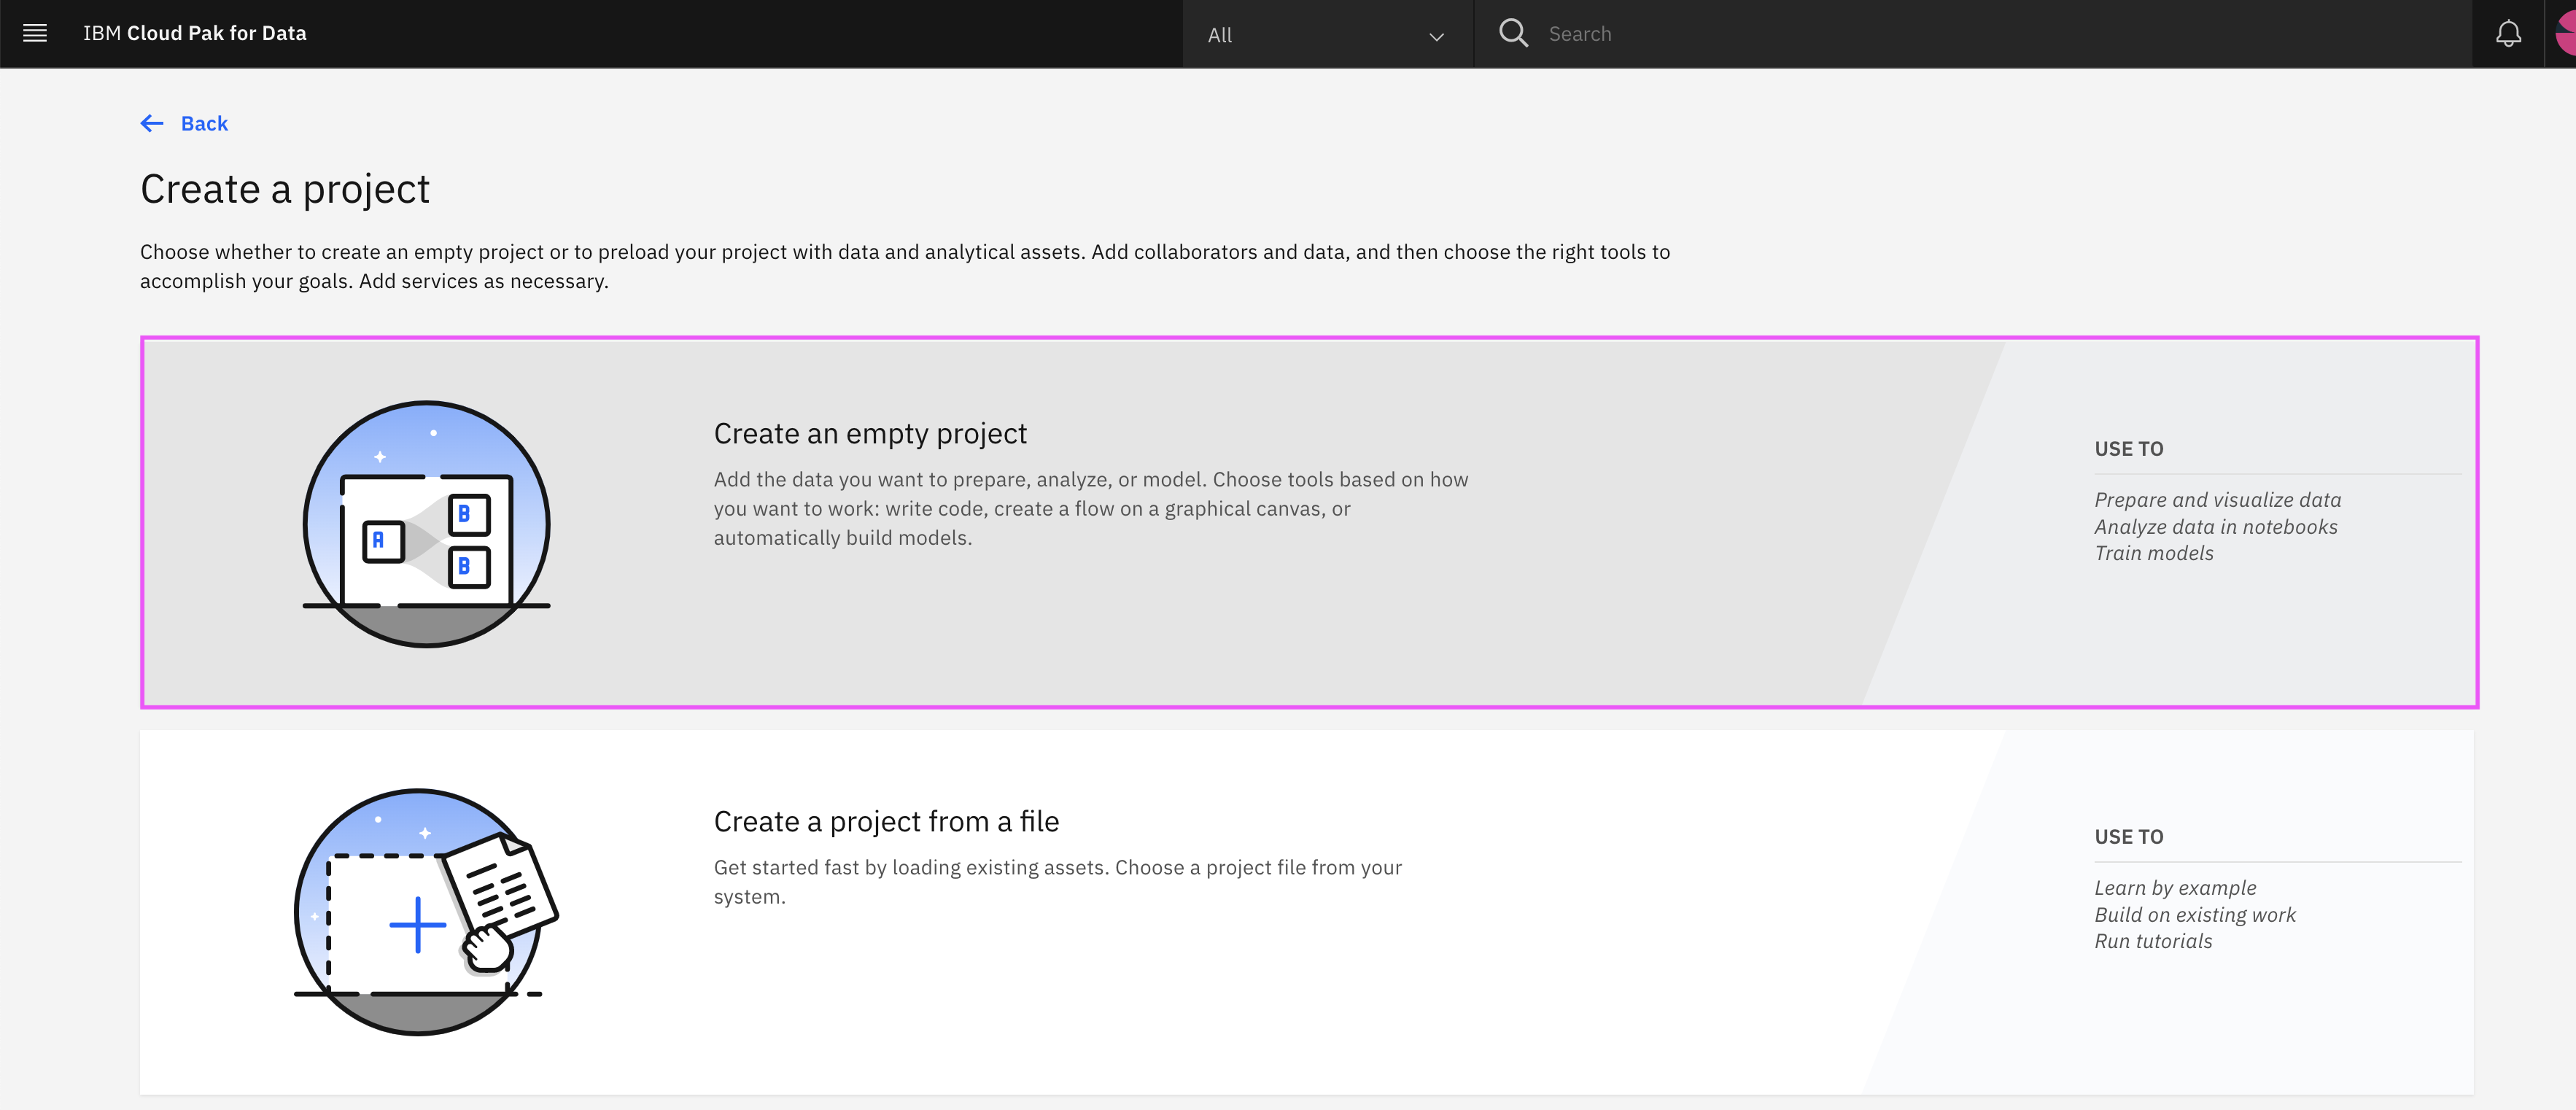 IBM Cloud Pak for Data
All
Search
Back
Create a project
Choose whether to create an empty project or to preload your project with data and analytical assets. Add collaborators and data, and then choose the right tools to
accomplish your goals. Add services as necessary.
Create an empty project
Add the data you want to prepare, analyze, or model. Choose tools based on how
you want to work: write code, create a flow on a graphical canvas, or
automatically build models.
A
B
B
USE TO
Prepare and visualize data
Analyze data in notebooks
Train models
Create a project from a file
Get started fast by loading existing assets. Choose a project file from your
system.
USE TO
Learn by example
Build on existing work
Run tutorials